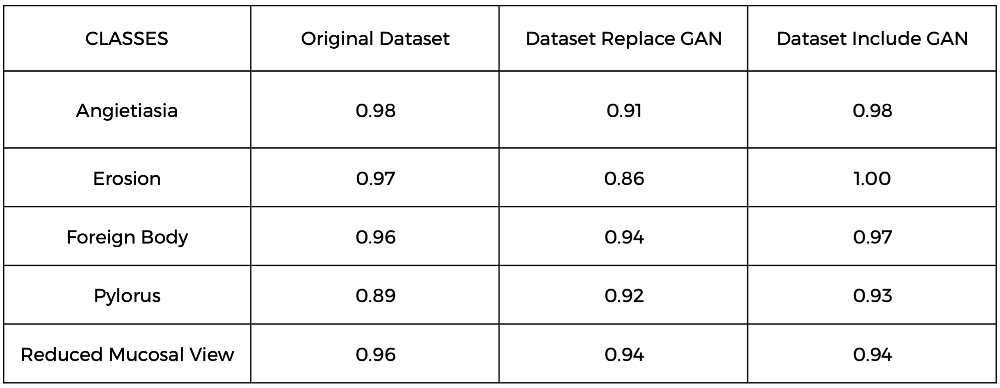 CLASSES Original Dataset Dataset Replace GAN Dataset Include GAN
Angietiasia 0.98 0.91 0.98
Erosion 0.97 0.86 1.00
Foreign Body 0.96 0.94 0.97
Pylorus 0.89 0.92 0.93
Reduced Mucosal View 0.96 0.94 0.94